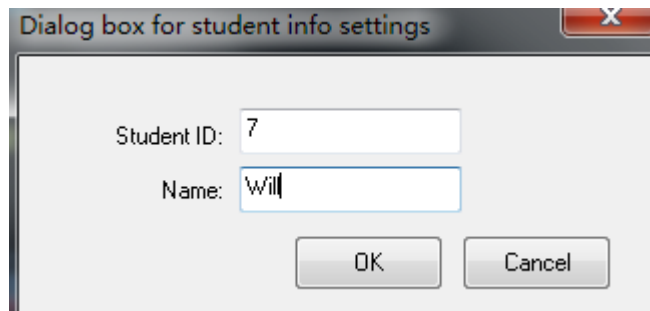 Dialog box for student info settings
Student ID: 7
Name: Will
OK Cancel